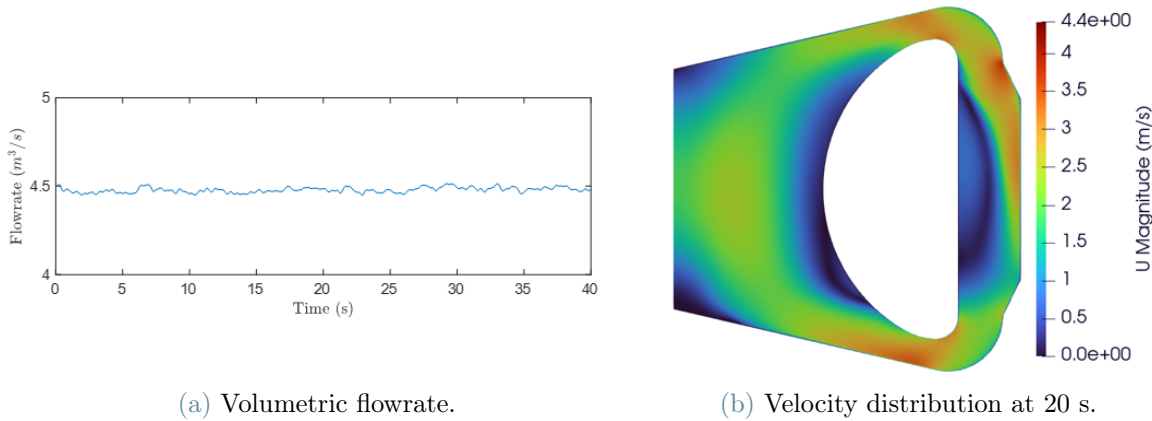 5
4.5
4
Flowrate (m³/s)
0 5 10 15 20 25 30 35 40
Time (s)
4.4e+00
4
3.5
3
2.5
2
1.5
1
0.5
0.0e+00
U Magnitude (m/s)
(a) Volumetric flowrate.
(b) Velocity distribution at 20 s.